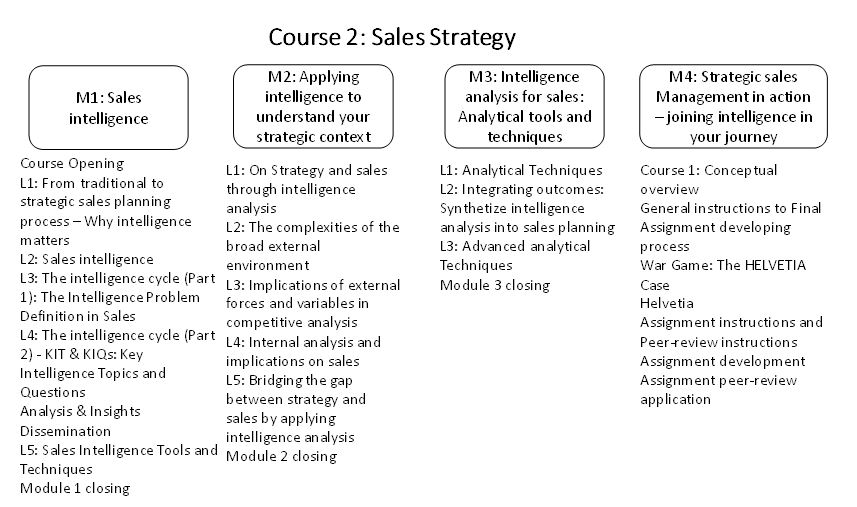 Course 2: Sales Strategy
M1: Sales
intelligence
Course Opening
L1: From traditional to
strategic sales planning
process – Why intelligence
matters
L2: Sales intelligence
L3: The intelligence cycle (Part
1): The Intelligence Problem
Definition in Sales
L4: The intelligence cycle (Part
2) - KIT & KIQs: Key
Intelligence Topics and
Questions
Analysis & Insights
Dissemination
L5: Sales Intelligence Tools and
Techniques
Module 1 closing
M2: Applying
intelligence to
understand your
strategic context
L1: On Strategy and sales
through intelligence
analysis
L2: The complexities of the
broad external
environment
L3: Implications of external
forces and variables in
competitive analysis
L4: Internal analysis and
implications on sales
L5: Bridging the gap
between strategy and
sales by applying
intelligence analysis
Module 2 closing
M3: Intelligence
analysis for sales:
Analytical tools and
techniques
L1: Analytical Techniques
L2: Integrating outcomes:
Synthetize intelligence
analysis into sales planning
L3: Advanced analytical
Techniques
Module 3 closing
M4: Strategic sales
Management in action
– joining intelligence in
your journey
Course 1: Conceptual
overview
General instructions to Final
Assignment developing
process
War Game: The HELVETIA
Case
Helvetia
Assignment instructions and
Peer-review instructions
Assignment development
Assignment peer-review
application